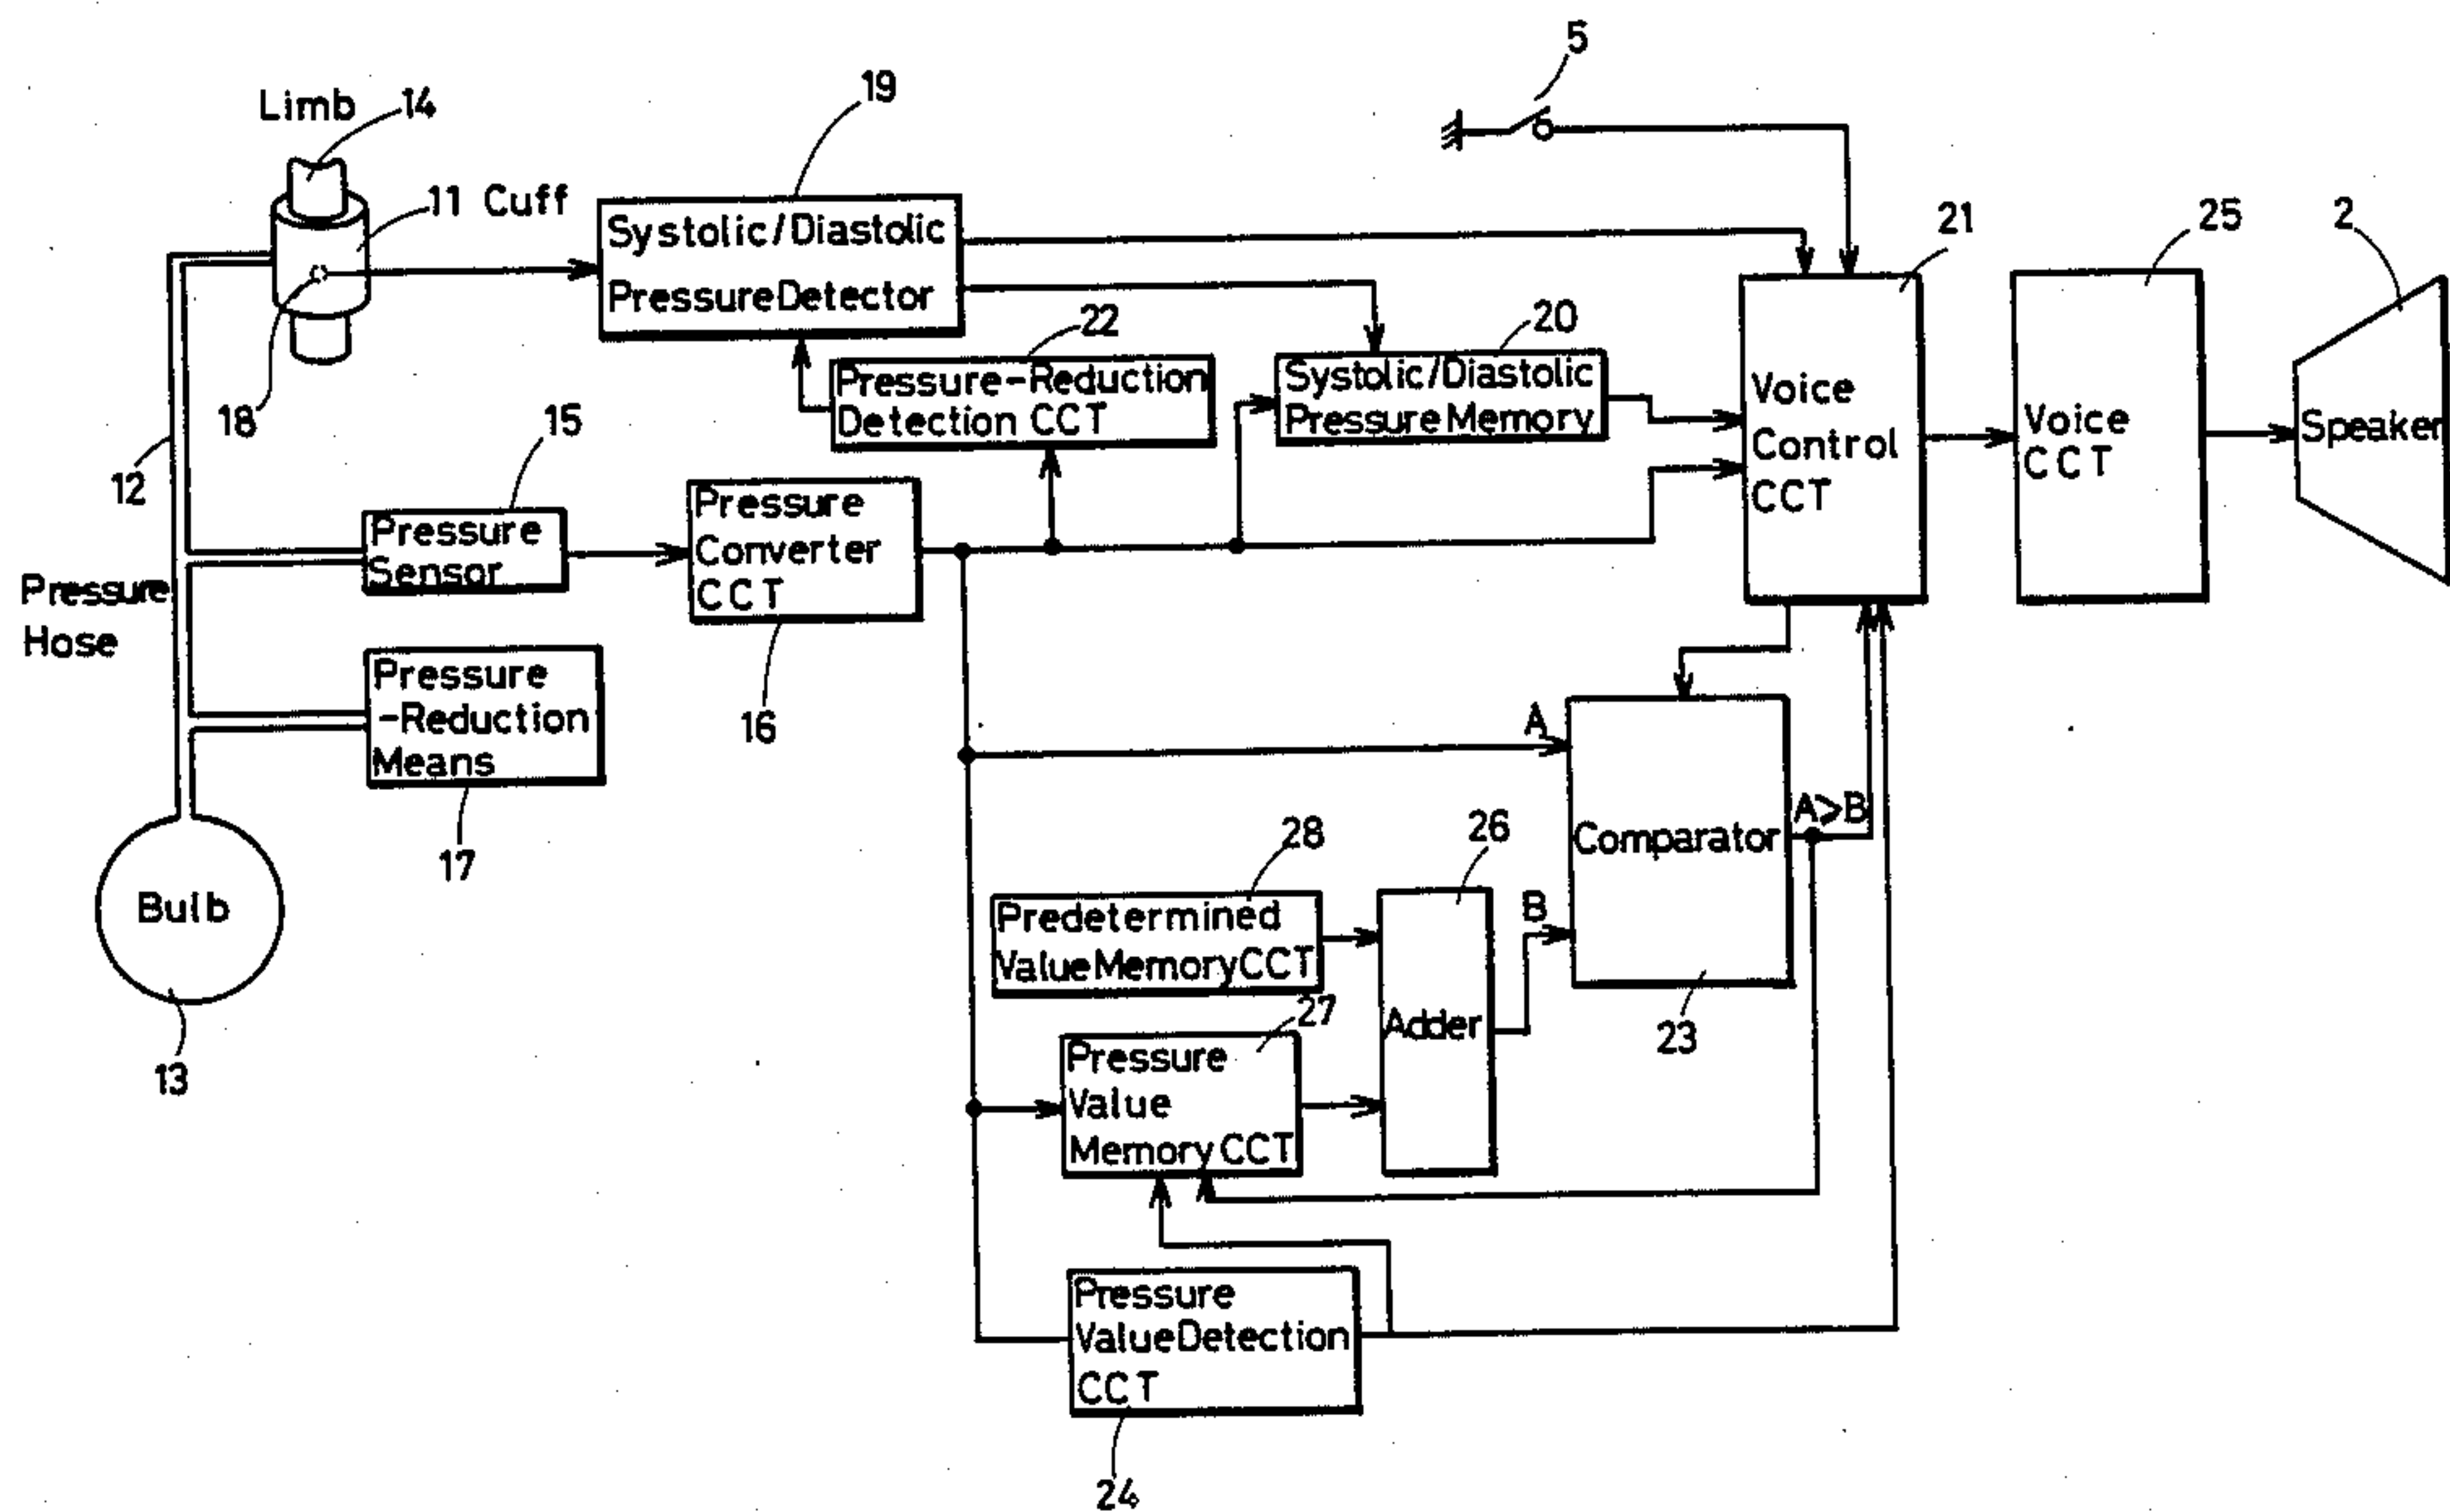 5
19
Limb
14
11 Cuff
Systolic/Diastolic
Pressure Detector
21
25
2
22
20
Pressure-Reduction
Detection CCT
Systolic/Diastolic
Pressure Memory
Voice
Control
CCT
Voice
CCT
Speaker
18
15
12
Pressure
Sensor
Pressure
Converter
CCT
Pressure
Hose
Pressure
-Reduction
Means
16
17
A
A>B
Comparator
28
26
Bulb
Predetermined
Value Memory CCT
B
27
Adder
23
13
Pressure
Value
Memory CCT
Pressure
Value Detection
CCT
24